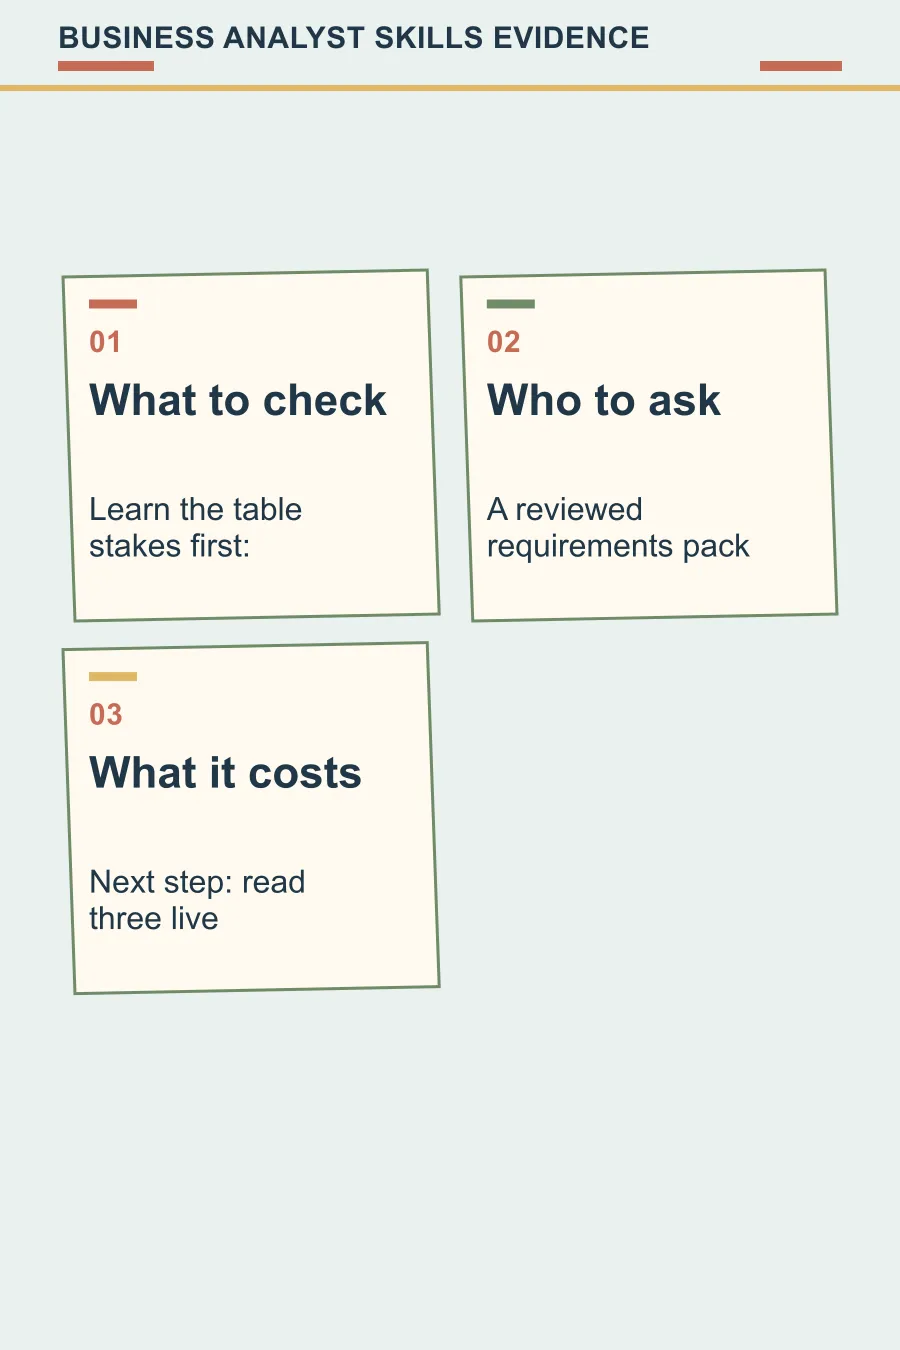 BUSINESS ANALYST SKILLS EVIDENCE
01
What to check
Learn the table
stakes first:
02
Who to ask
A reviewed
requirements pack
03
What it costs
Next step: read
three live